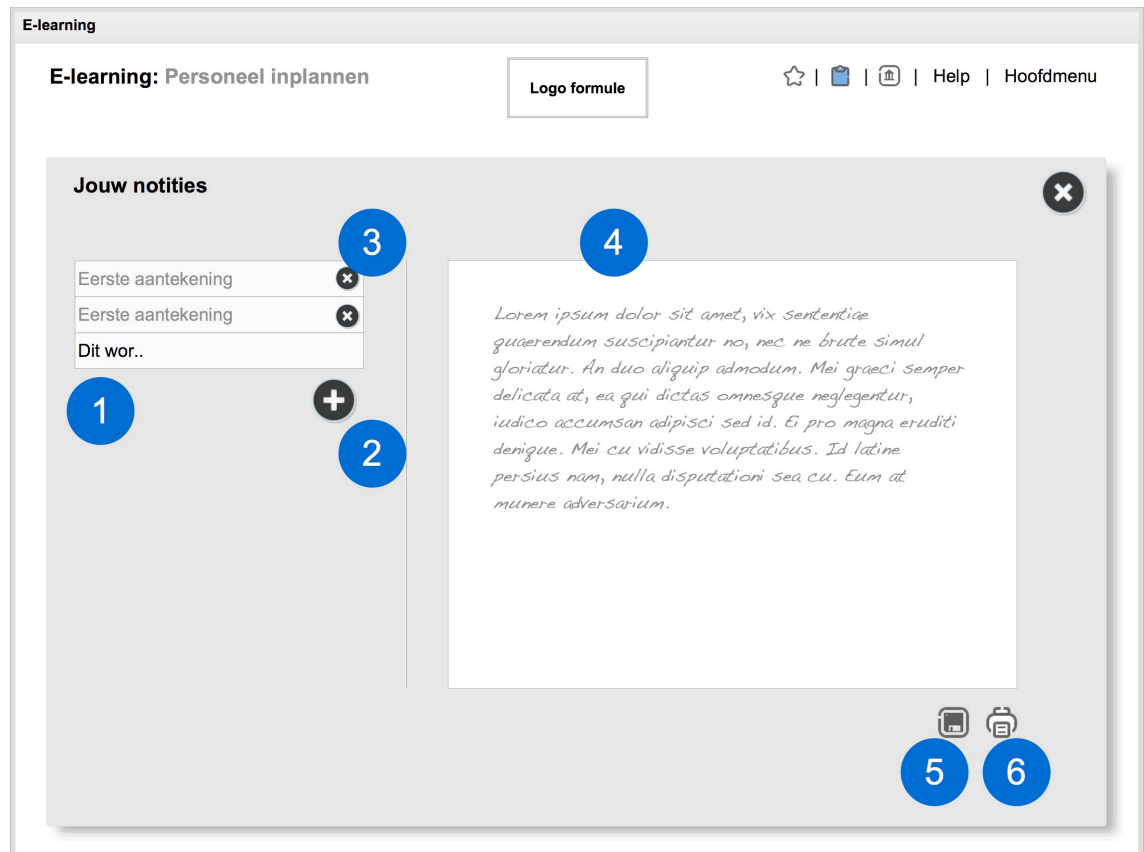 E-learning
E-learning: Personeel inplannen
Logo formule
| | | Help | Hoofdmenu
Jouw notities
3
4
Eerste aantekening
Eerste aantekening
Dit wor..
1
2
Lorem ipsum dolor sit amet, vix sententiae
quaerendum suscipiantur no, nec ne brute simul
gloriatur. An duo aliquip admodum. Mei graeci semper
delicata at, ea qui dictas omnesque neglegentur,
iudico accumsan adipisci sed id. Ei pro magna eruditi
denique. Mei cu vidisse voluptatibus. Id latine
persius nam, nulla disputationi sea cu. Eum at
munere adversarium.
5
6